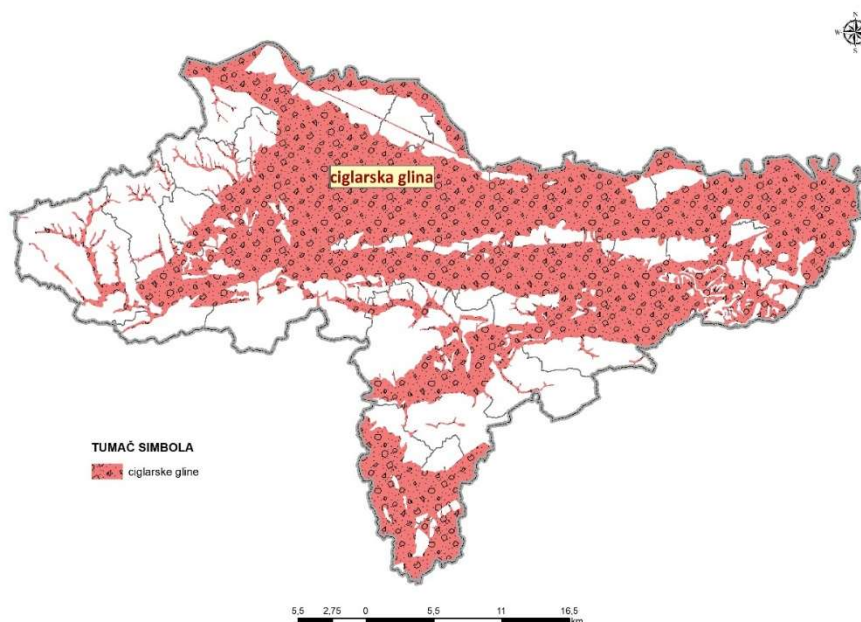 N
W
S
ciglarska glina
TUMAČ SIMBOLA
ciglarske gline
5,5 2,75 0 5,5 11 16,5
km